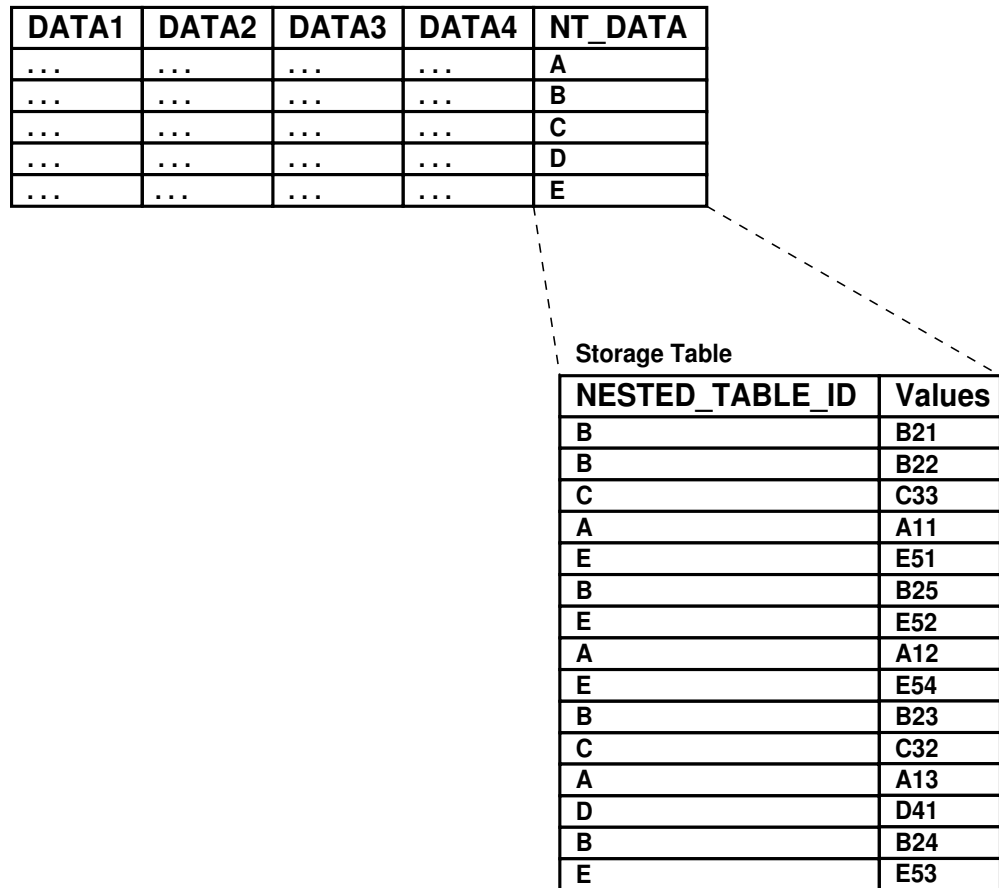 DATA1 DATA2 DATA3 DATA4 NT_DATA
... ... ... ... A
... ... ... ... B
... ... ... ... C
... ... ... ... D
... ... ... ... E
Storage Table
NESTED_TABLE_ID Values
B B21
B B22
C C33
A A11
E E51
B B25
E E52
A A12
E E54
B B23
C C32
A A13
D D41
B B24
E E53